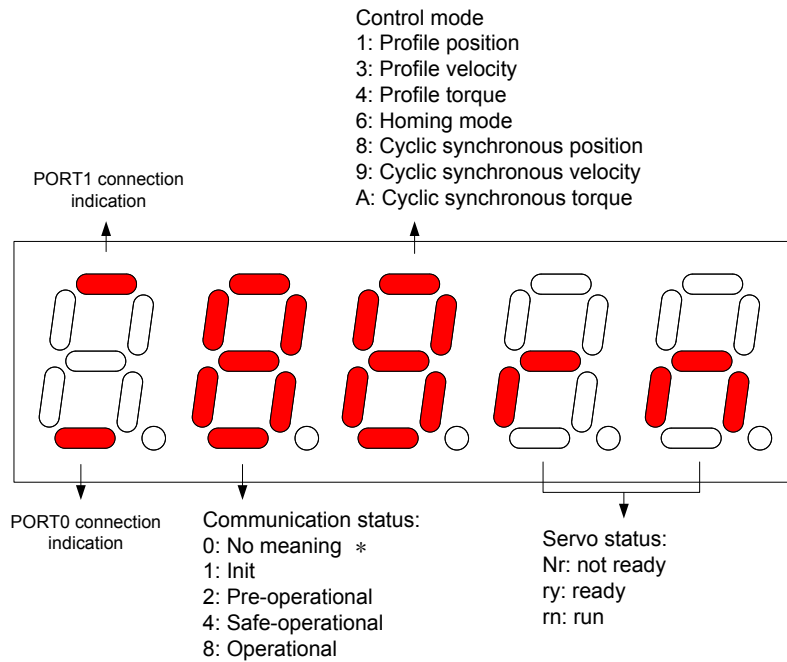 Control mode
1: Profile position
3: Profile velocity
4: Profile torque
6: Homing mode
8: Cyclic synchronous position
9: Cyclic synchronous velocity
A: Cyclic synchronous torque
PORT1 connection
indication
88rn
PORT0 connection
indication
Communication status:
0: No meaning *
1: Init
2: Pre-operational
4: Safe-operational
8: Operational
Servo status:
Nr: not ready
ry: ready
rn: run